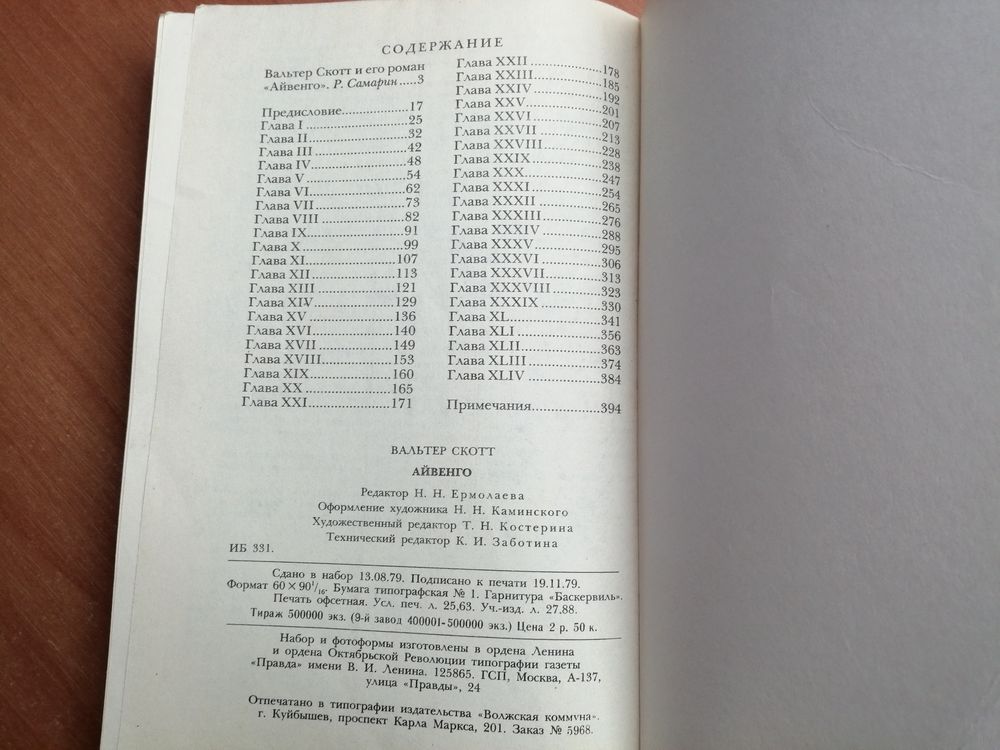 СОДЕРЖАНИЕ
Вальтер Скотт и его роман
«Айвенго». Р. Самарин.....3
Предисловие................17
Глава I........................25
Глава II.......................32
Глава III......................42
Глава IV......................48
Глава V.......................54
Глава VI......................62
Глава VII.....................73
Глава VIII....................82
Глава IX......................91
Глава X.......................99
Глава XI.....................107
Глава XII....................113
Глава XIII...................121
Глава XIV...................129
Глава XV....................136
Глава XVI...................140
Глава XVII..................149
Глава XVIII.................153
Глава XIX...................160
Глава XX....................165
Глава XXI...................171
Глава XXII..................178
Глава XXIII.................185
Глава XXIV.................192
Глава XXV..................201
Глава XXVI.................207
Глава XXVII................213
Глава XXVIII...............228
Глава XXIX.................238
Глава XXX..................247
Глава XXXI.................254
Глава XXXII................265
Глава XXXIII...............276
Глава XXXIV...............288
Глава XXXV................295
Глава XXXVI...............306
Глава XXXVII..............313
Глава XXXVIII.............323
Глава XXXIX...............330
Глава XL....................341
Глава XLI...................356
Глава XLII..................363
Глава XLIII.................374
Глава XLIV.................384
Примечания................394
ВАЛЬТЕР СКОТТ
АЙВЕНГО
Редактор Н. Н. Ермолаева
Оформление художника Н. Н. Каминского
Художественный редактор Т. Н. Костерина
Технический редактор К. И. Заботина
ИБ 331.
Сдано в набор 13.08.79. Подписано к печати 19.11.79.
Формат 60×90¹/₁₆. Бумага типографская № 1. Гарнитура «Баскервиль».
Печать офсетная. Усл. печ. л. 25,63. Уч.-изд. л. 27,88.
Тираж 500000 экз. (9-й завод 400001-500000 экз.) Цена 2 р. 50 к.
Набор и фотоформы изготовлены в ордена Ленина
и ордена Октябрьской Революции типографии газеты
«Правда» имени В. И. Ленина. 125865. ГСП, Москва, А-137,
улица «Правды», 24
Отпечатано в типографии издательства «Волжская коммуна».
г. Куйбышев, проспект Карла Маркса, 201. Заказ № 5968.